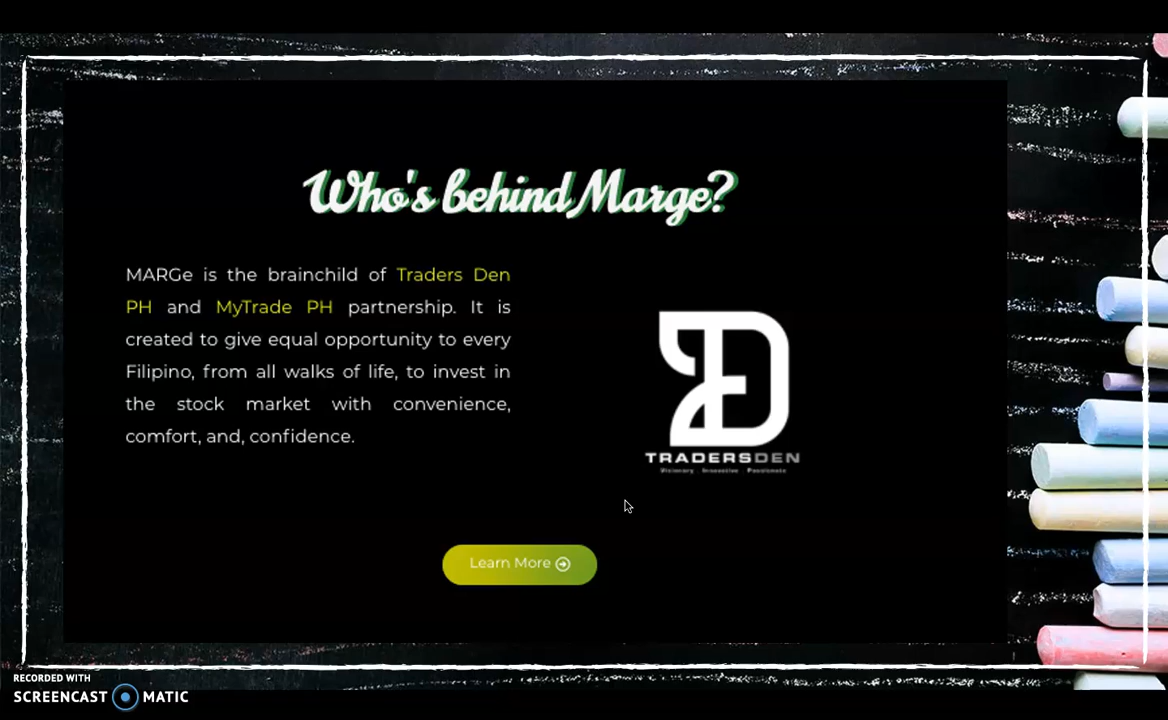 Who's behind Marge?
MARGe is the brainchild of Traders Den
PH and MyTrade PH partnership. It is
created to give equal opportunity to every
Filipino, from all walks of life, to invest in
the stock market with convenience,
comfort, and, confidence.
TRADERSDEN
Visionary . Innovative . Passionate
Learn More
RECORDED WITH
SCREENCAST MATIC